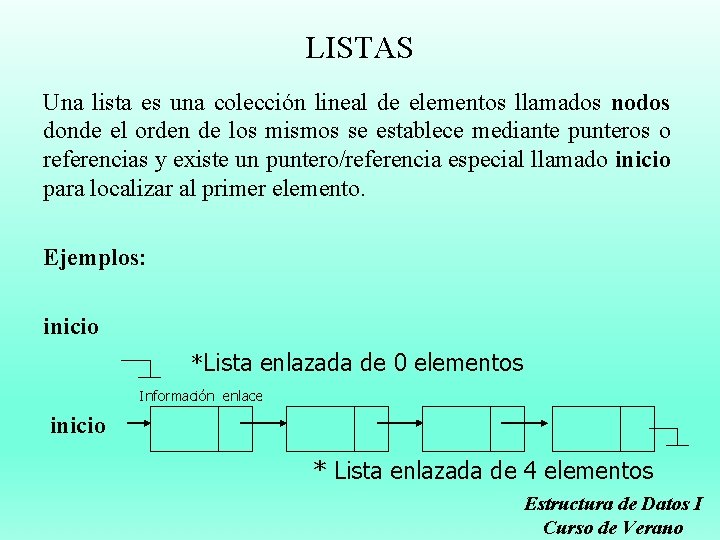 LISTAS
Una lista es una colección lineal de elementos llamados nodos
donde el orden de los mismos se establece mediante punteros o
referencias y existe un puntero/referencia especial llamado inicio
para localizar al primer elemento.
Ejemplos:
inicio
*Lista enlazada de 0 elementos
Información enlace
inicio
* Lista enlazada de 4 elementos
Estructura de Datos I
Curso de Verano